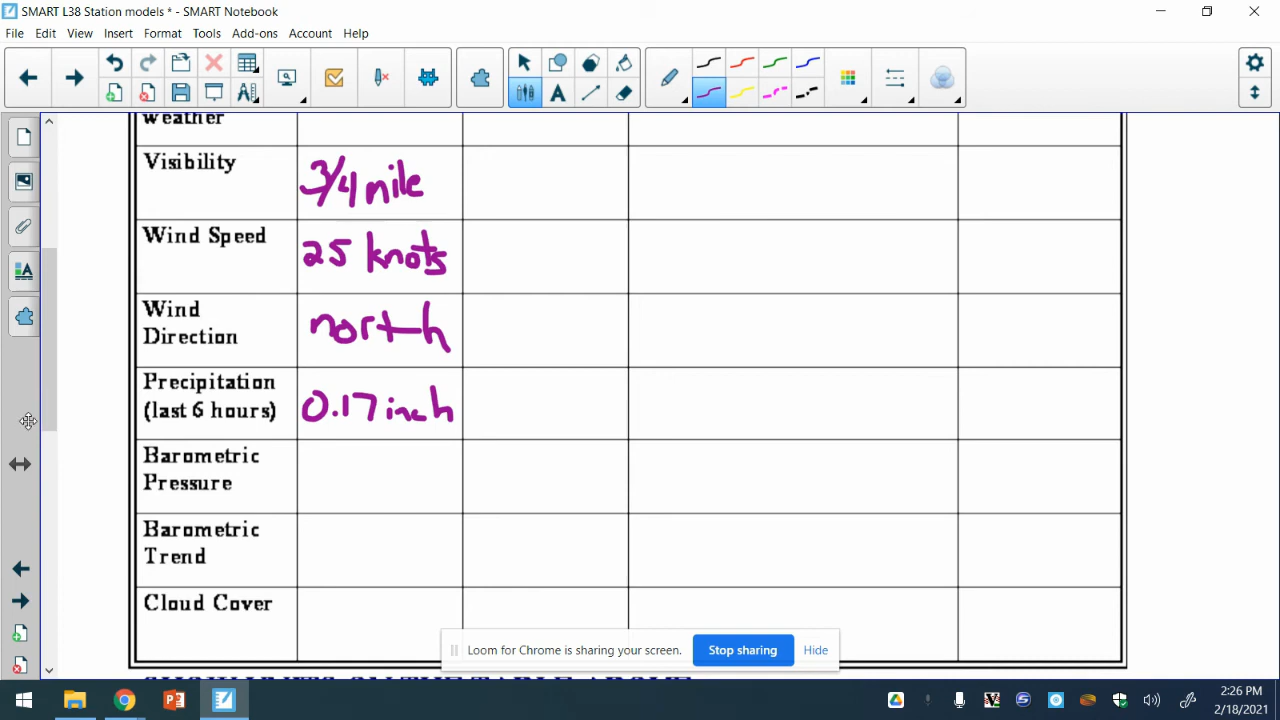 SMART L38 Station models * - SMART Notebook
File Edit View Insert Format Tools Add-ons Account Help
weather
Visibility 3/4 mile
Wind Speed 25 knots
Wind north
Direction
Precipitation 0.17 inch
(last 6 hours)
Barometric
Pressure
Barometric
Trend
Cloud Cover
Loom for Chrome is sharing your screen. Stop sharing Hide
2:26 PM
2/18/2021